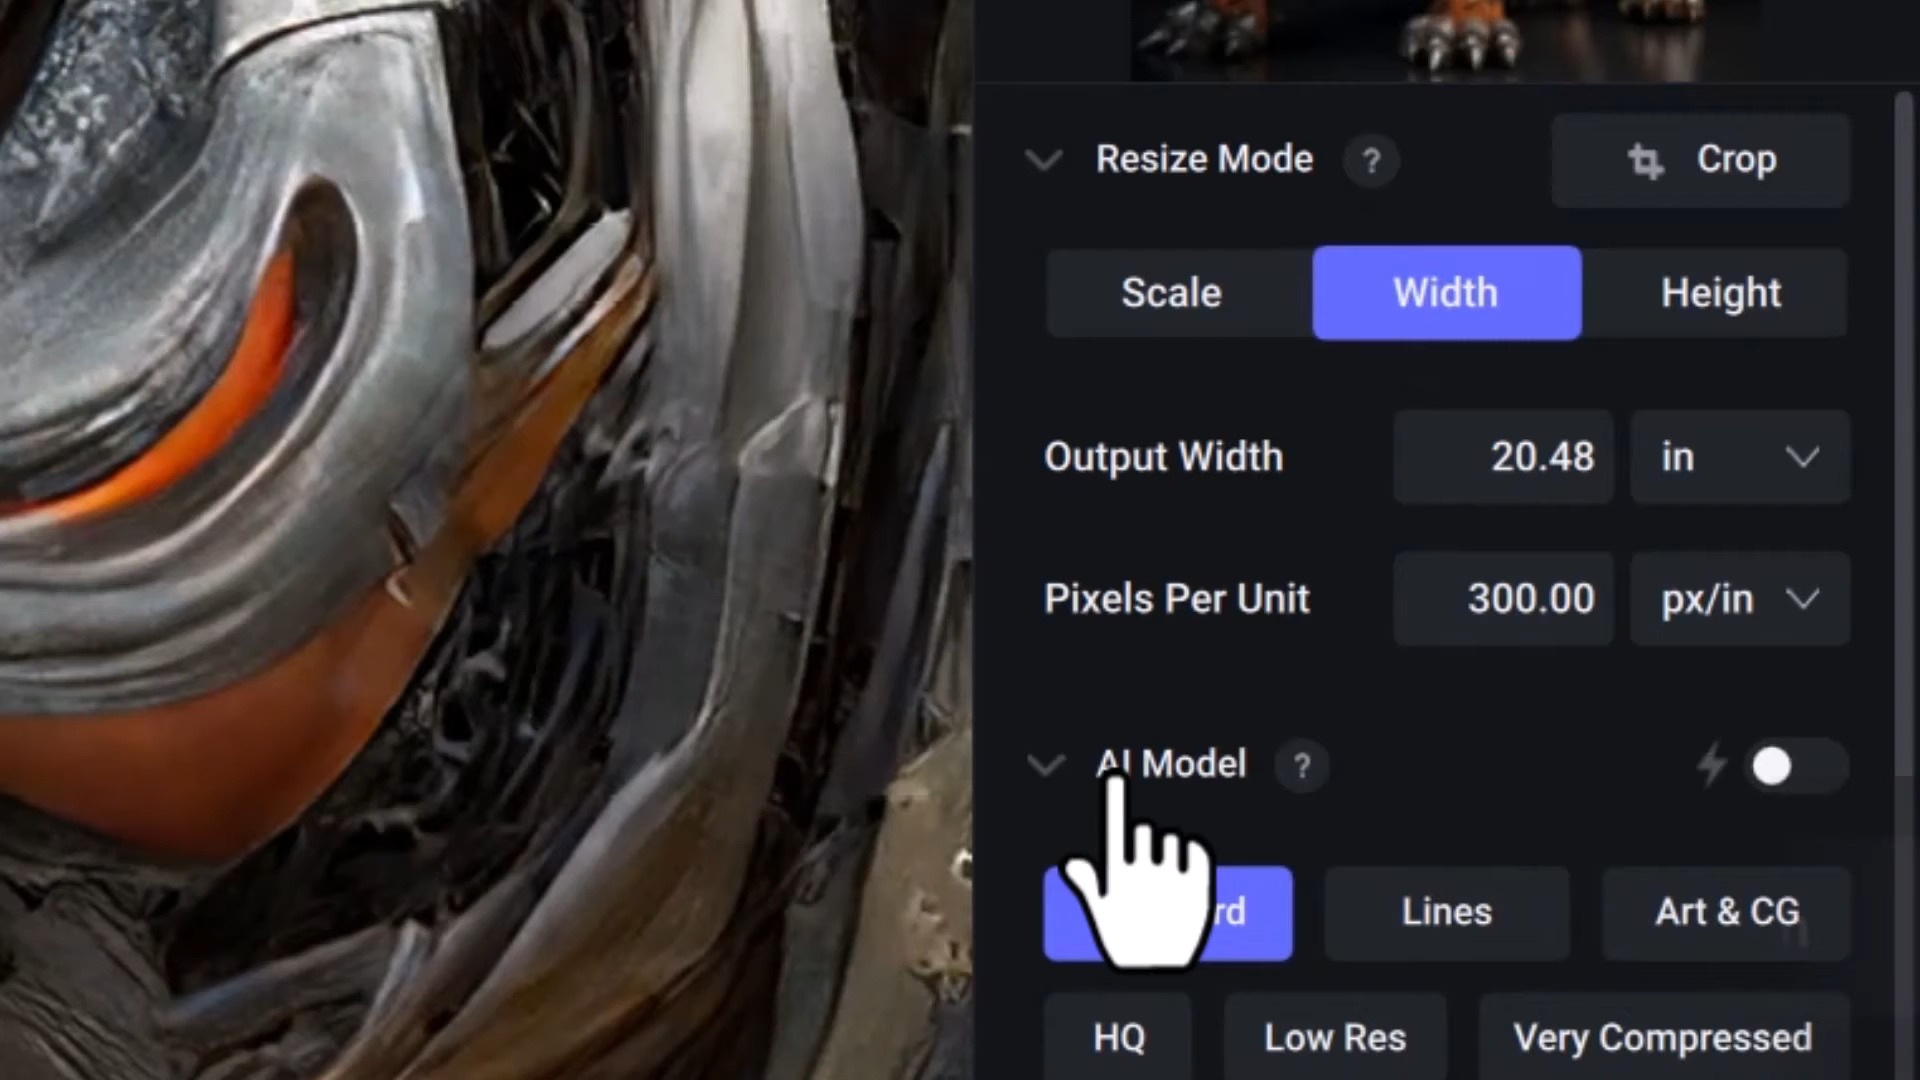 Resize Mode ? Crop
Scale Width Height
Output Width 20.48 in
Pixels Per Unit 300.00 px/in
AI Model ?
Lines Art & CG
HQ Low Res Very Compressed